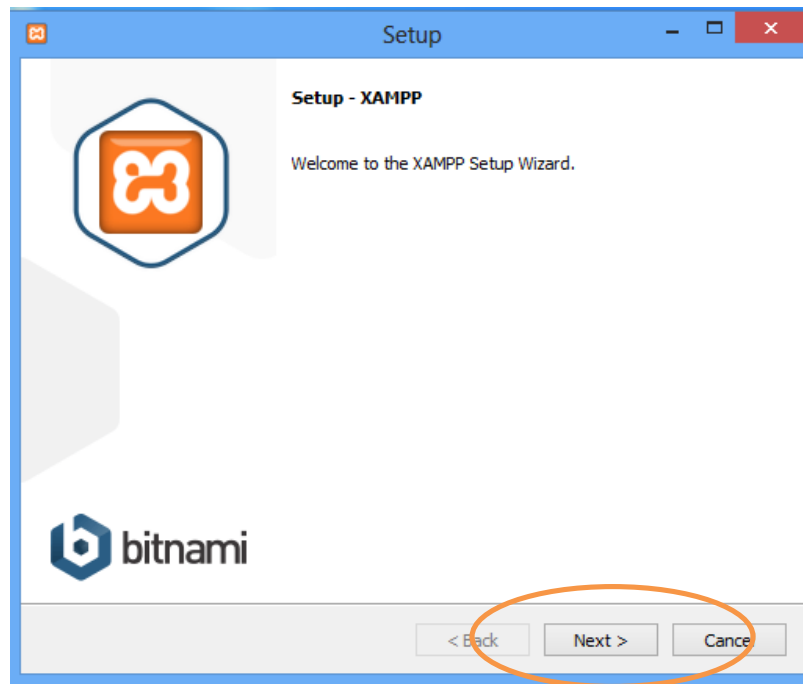 Setup
Setup - XAMPP
Welcome to the XAMPP Setup Wizard.
bitnami
< Back
Next >
Cancel